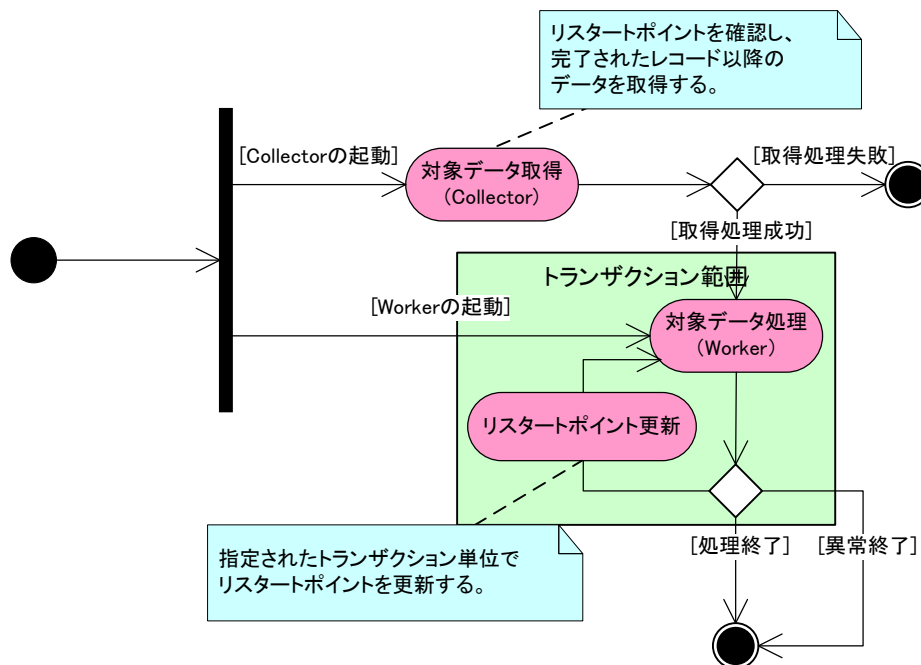 リスタートポイントを確認し、
完了されたレコード以降の
データを取得する。
[Collectorの起動]
[取得処理失敗]
対象データ取得
(Collector)
[取得処理成功]
トランザクション範囲
[Workerの起動]
対象データ処理
(Worker)
リスタートポイント更新
[処理終了]
[異常終了]
指定されたトランザクション単位で
リスタートポイントを更新する。